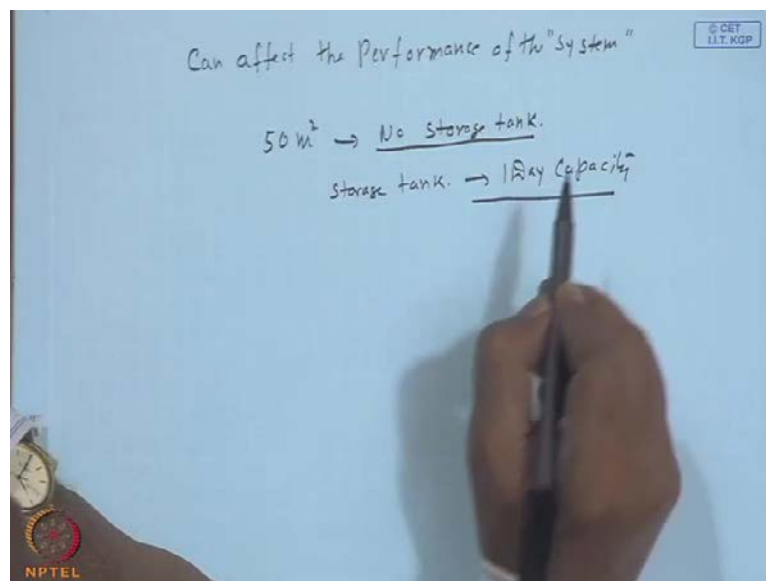 © CET
I.I.T. KGP
Can affect the Performance of th "System"
50 m² → No Storage tank.
Storage tank. → 1 Day Capacity
NPTEL